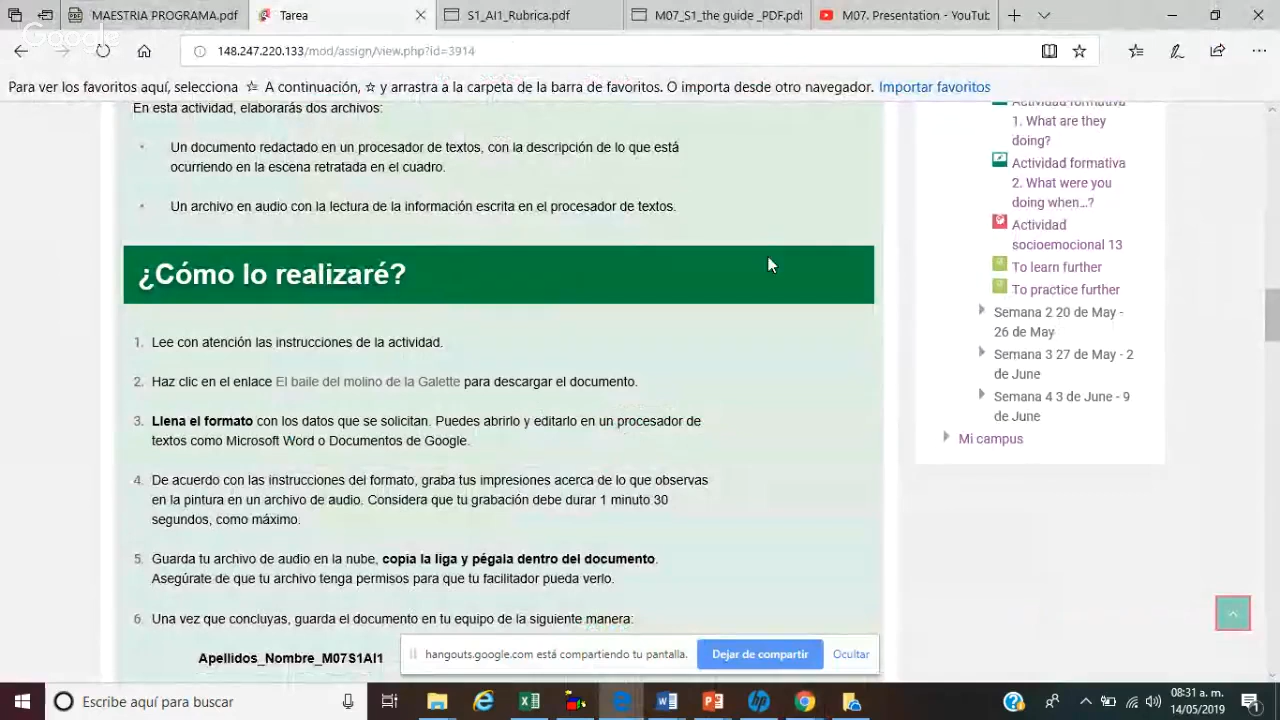 MAESTRIA PROGRAMA.pdf
Tarea
S1_AI1_Rubrica.pdf
M07_S1_the guide _PDF.pdf
M07. Presentation - YouTu
Google
148.247.220.133/mod/assign/view.php?id=3914
Para ver los favoritos aquí, selecciona A continuación, y arrastra a la carpeta de la barra de favoritos. O importa desde otro navegador. Importar favoritos
En esta actividad, elaborarás dos archivos:
Un documento redactado en un procesador de textos, con la descripción de lo que está
ocurriendo en la escena retratada en el cuadro.
Un archivo en audio con la lectura de la información escrita en el procesador de textos.
¿Cómo lo realizaré?
1. Lee con atención las instrucciones de la actividad.
2. Haz clic en el enlace El baile del molino de la Galette para descargar el documento.
3. Llena el formato con los datos que se solicitan. Puedes abrirlo y editarlo en un procesador de
textos como Microsoft Word o Documentos de Google.
4. De acuerdo con las instrucciones del formato, graba tus impresiones acerca de lo que observas
en la pintura en un archivo de audio. Considera que tu grabación debe durar 1 minuto 30
segundos, como máximo.
5. Guarda tu archivo de audio en la nube, copia la liga y pégala dentro del documento.
Asegúrate de que tu archivo tenga permisos para que tu facilitador pueda verlo.
6. Una vez que concluyas, guarda el documento en tu equipo de la siguiente manera:
Apellidos_Nombre_M07S1AI1
Actividad formativa
1. What are they
doing?
Actividad formativa
2. What were you
doing when...?
Actividad
socioemocional 13
To learn further
To practice further
Semana 2 20 de May -
26 de May
Semana 3 27 de May - 2
de June
Semana 4 3 de June - 9
de June
Mi campus
hangouts.google.com está compartiendo tu pantalla.
Dejar de compartir
Ocultar
Escribe aquí para buscar
08:31 a. m.
14/05/2019
1